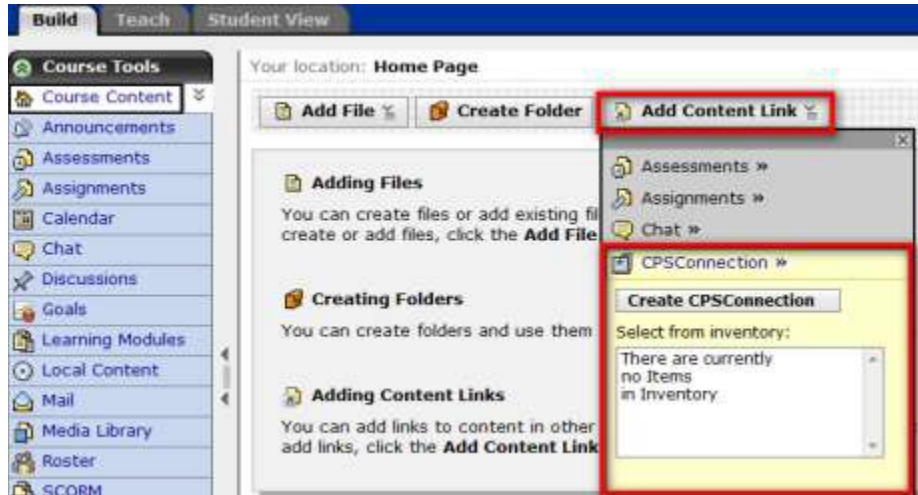 Build
Teach
Student View
Course Tools
Course Content
Announcements
Assessments
Assignments
Calendar
Chat
Discussions
Goals
Learning Modules
Local Content
Mail
Media Library
Roster
SCORM
Your location: Home Page
Add File
Create Folder
Add Content Link
Adding Files
You can create files or add existing fil
create or add files, click the Add File
Creating Folders
You can create folders and use them
Adding Content Links
You can add links to content in other
add links, click the Add Content Link
Assessments »
Assignments »
Chat »
CPSConnection »
Create CPSConnection
Select from inventory:
There are currently
no Items
in Inventory